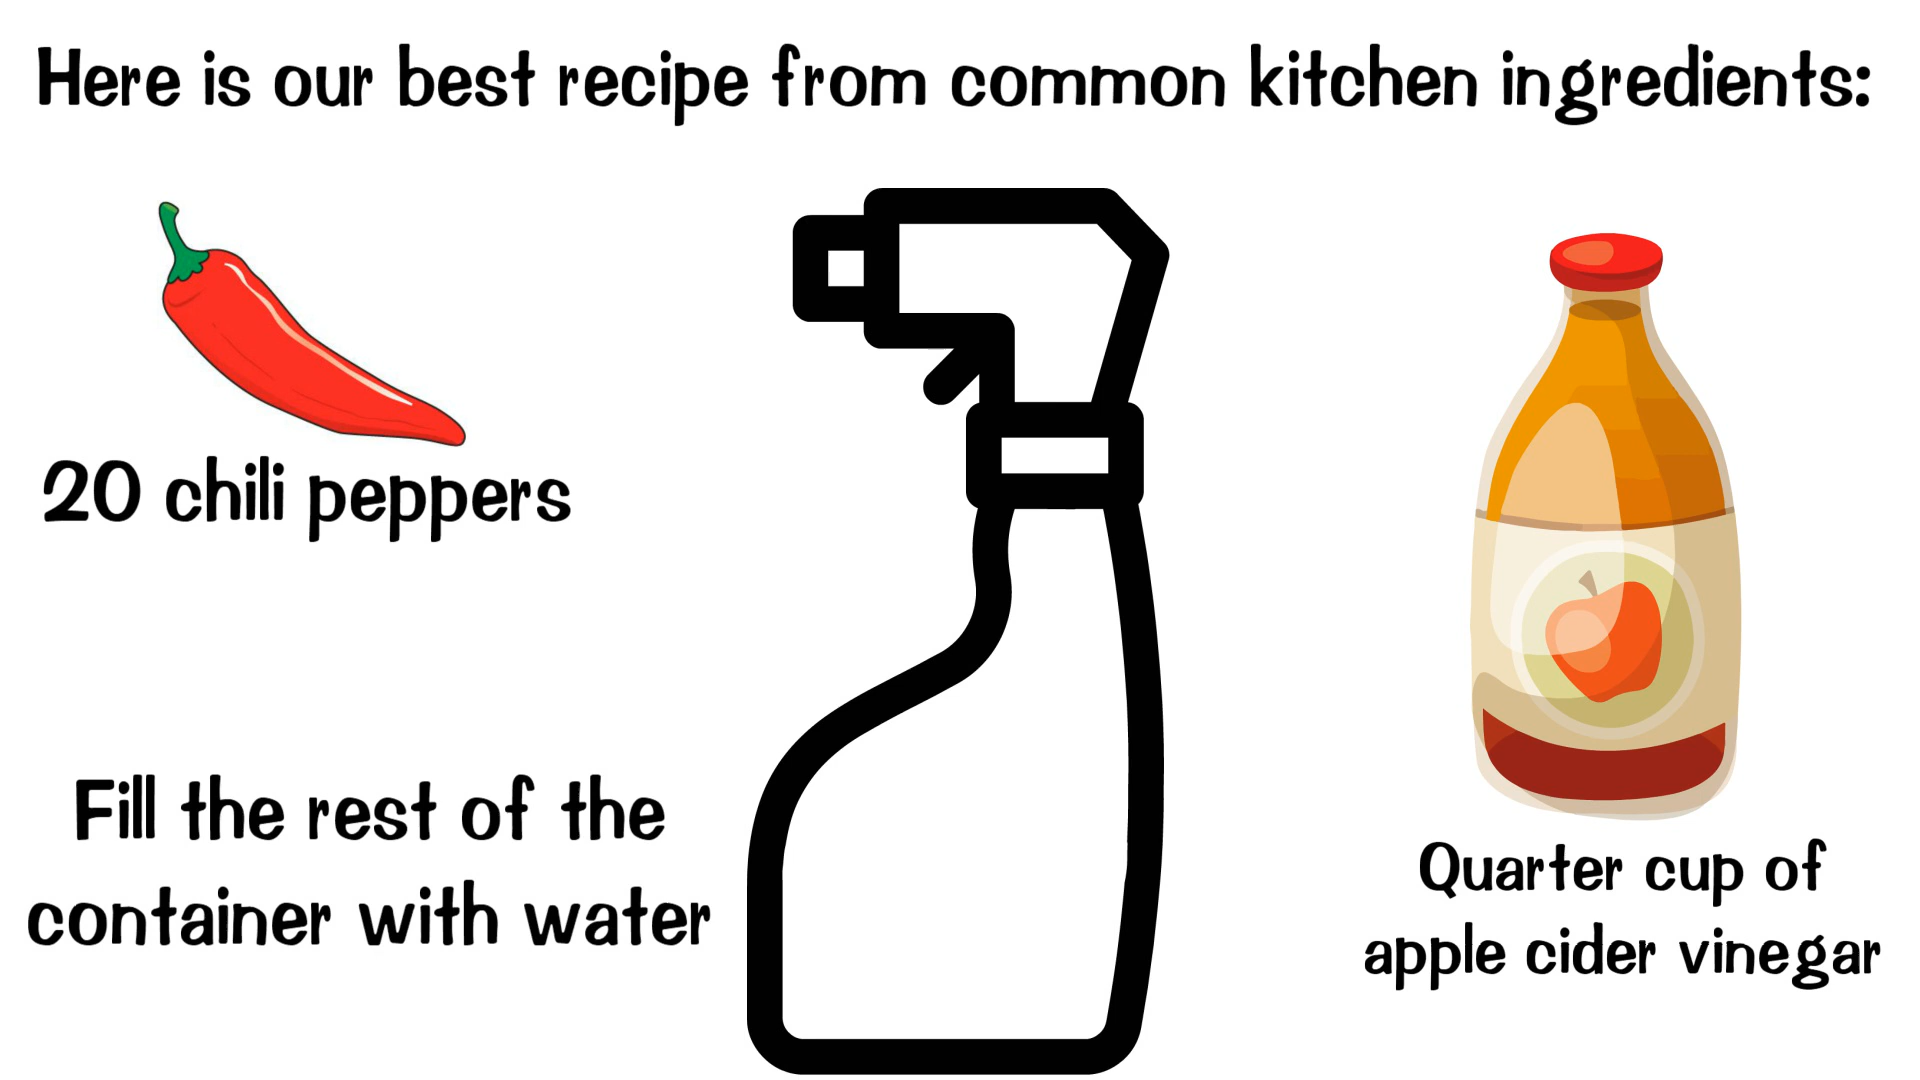 Here is our best recipe from common kitchen ingredients:
20 chili peppers
Fill the rest of the
container with water
Quarter cup of
apple cider vinegar